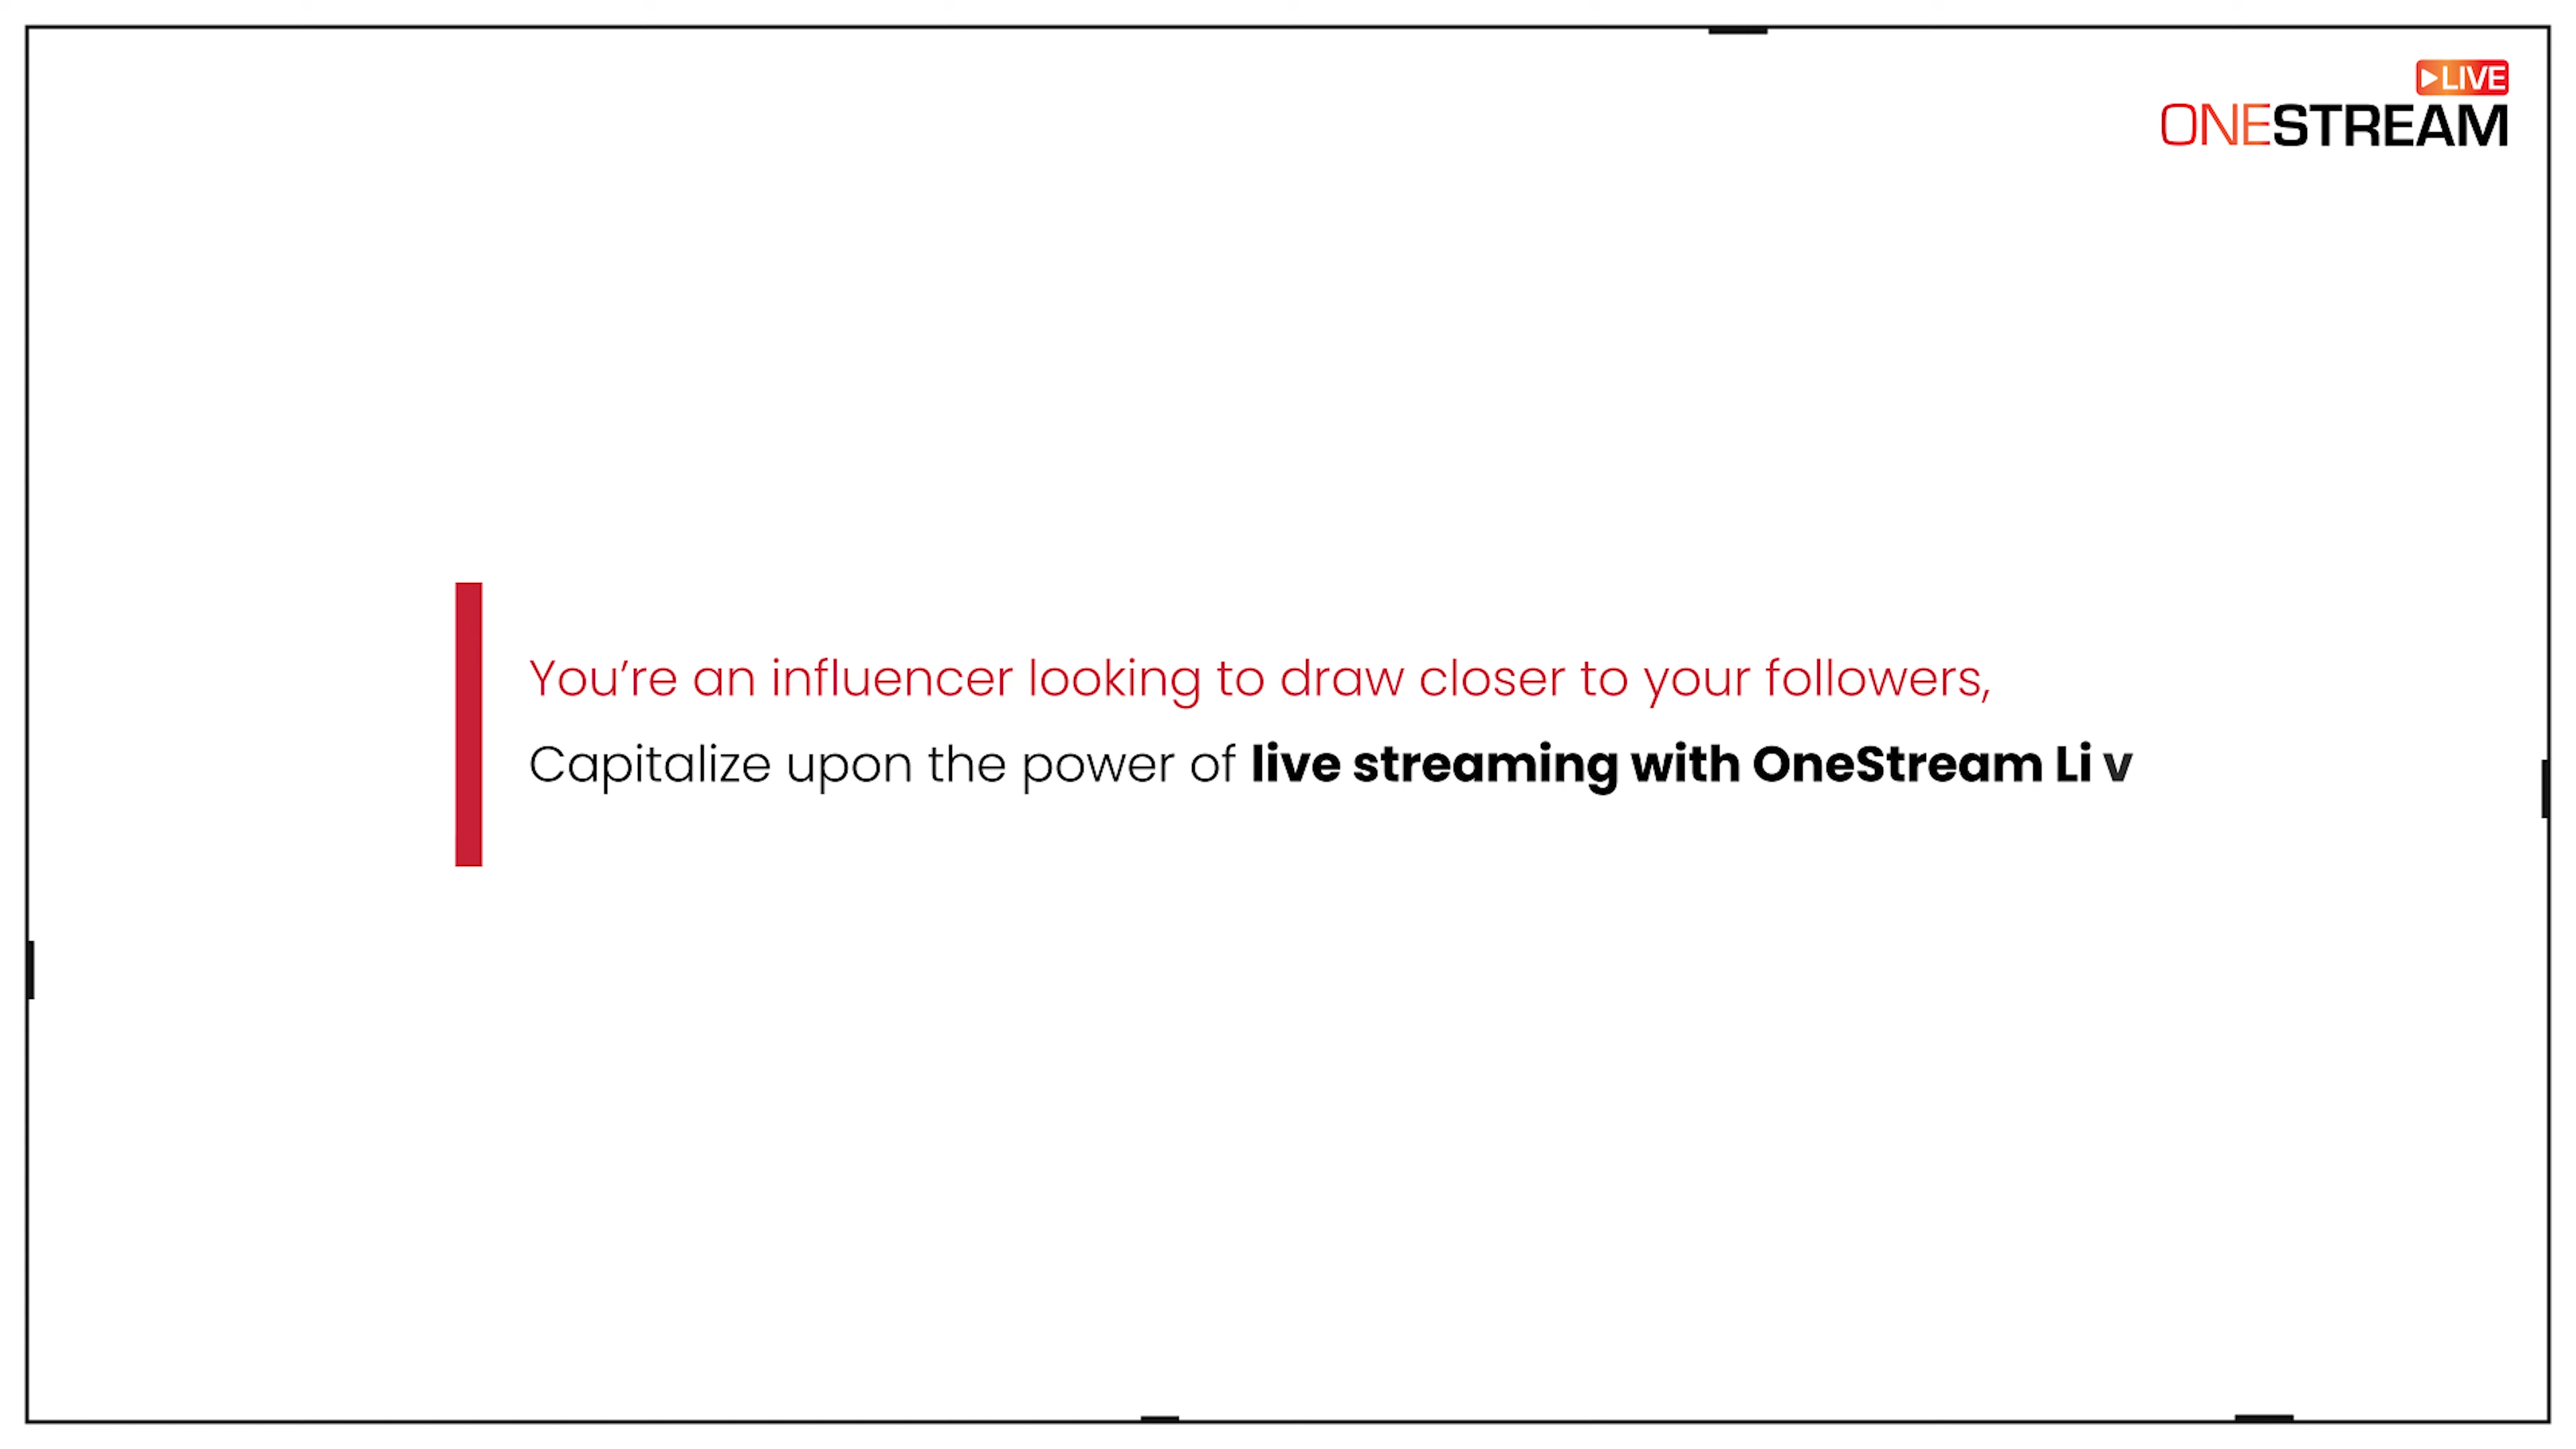 LIVE
ONESTREAM
You're an influencer looking to draw closer to your followers,
Capitalize upon the power of live streaming with OneStream Li v